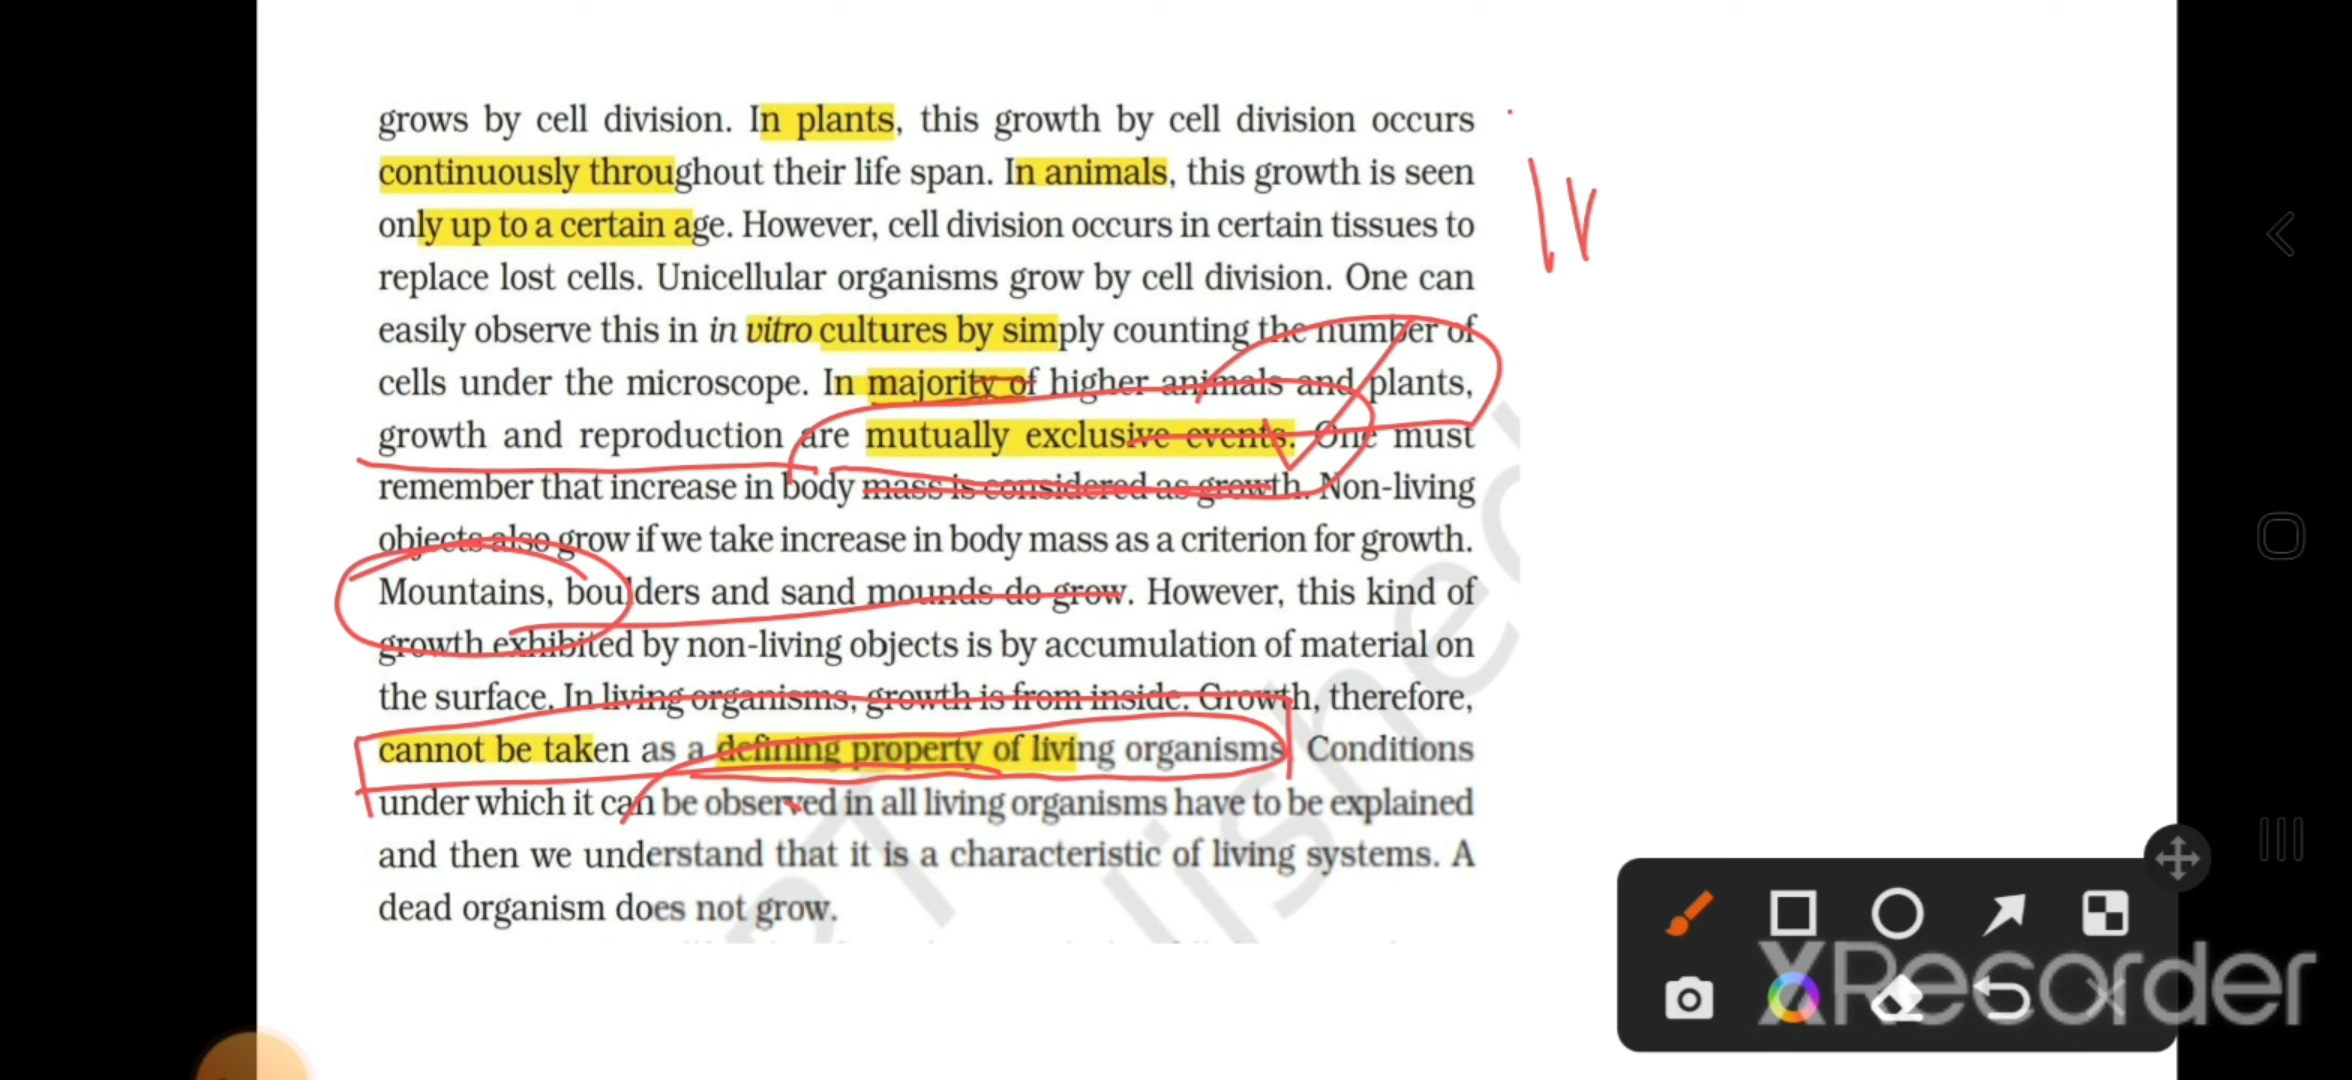 grows by cell division. In plants, this growth by cell division occurs
continuously throughout their life span. In animals, this growth is seen
only up to a certain age. However, cell division occurs in certain tissues to
replace lost cells. Unicellular organisms grow by cell division. One can
easily observe this in in vitro cultures by simply counting the number of
cells under the microscope. In majority of higher animals and plants,
growth and reproduction are mutually exclusive events. One must
remember that increase in body mass is considered as growth. Non-living
objects also grow if we take increase in body mass as a criterion for growth.
Mountains, boulders and sand mounds do grow. However, this kind of
growth exhibited by non-living objects is by accumulation of material on
the surface. In living organisms, growth is from inside. Growth, therefore,
cannot be taken as a defining property of living organisms. Conditions
under which it can be observed in all living organisms have to be explained
and then we understand that it is a characteristic of living systems. A
dead organism does not grow.
XRecorder